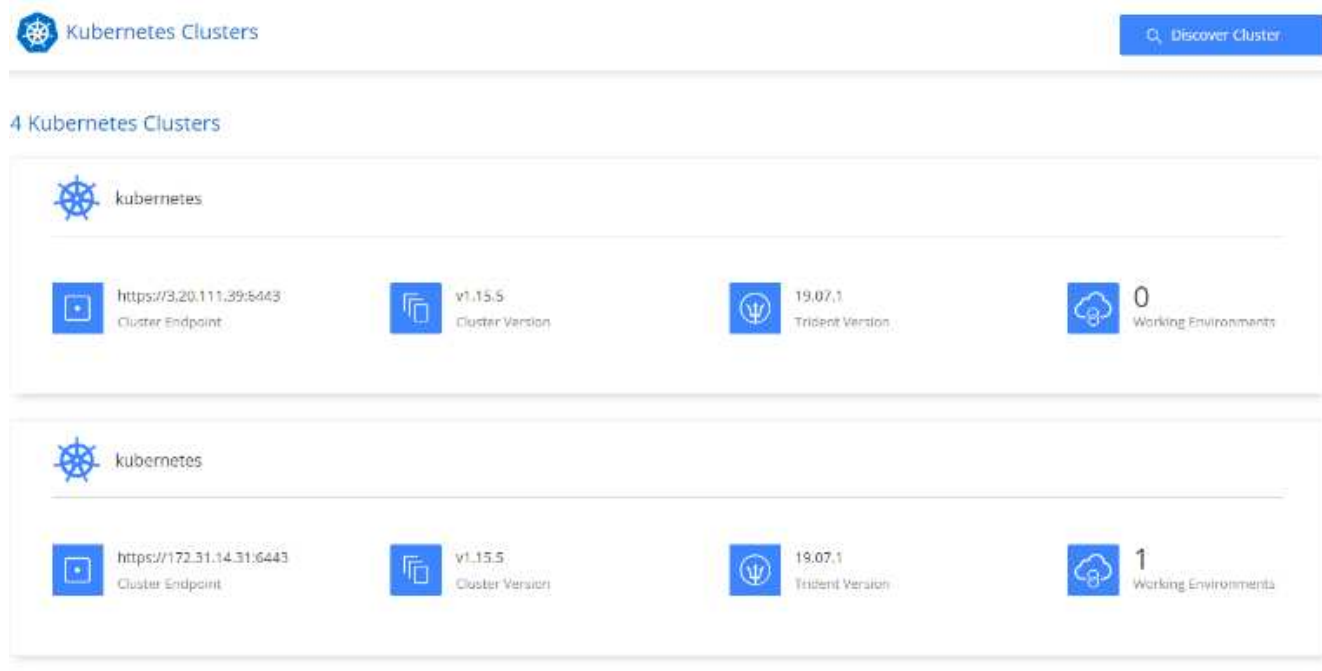 Kubernetes Clusters
Discover Cluster
4 Kubernetes Clusters
kubernetes
https://3.20.111.39:6443
Cluster Endpoint
v1.15.5
Cluster Version
19.07.1
Trident Version
0
Working Environments
kubernetes
https://172.31.14.31:6443
Cluster Endpoint
v1.15.5
Cluster Version
19.07.1
Trident Version
1
Working Environments